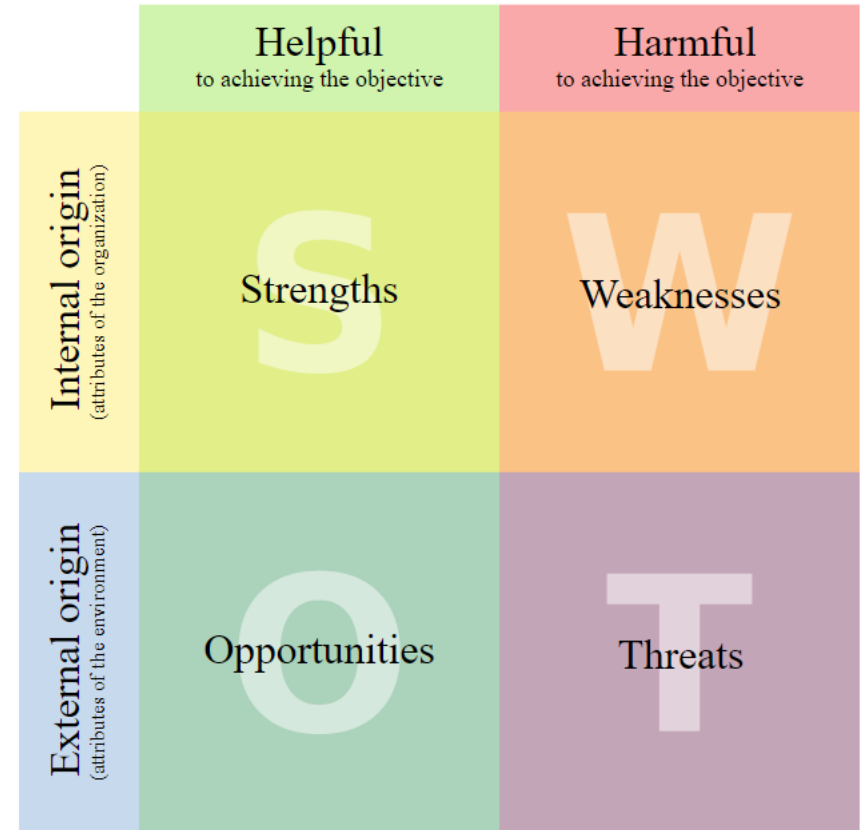 Helpful
to achieving the objective
Harmful
to achieving the objective
Internal origin
(attributes of the organization)
S
Strengths
W
Weaknesses
External origin
(attributes of the environment)
O
Opportunities
T
Threats